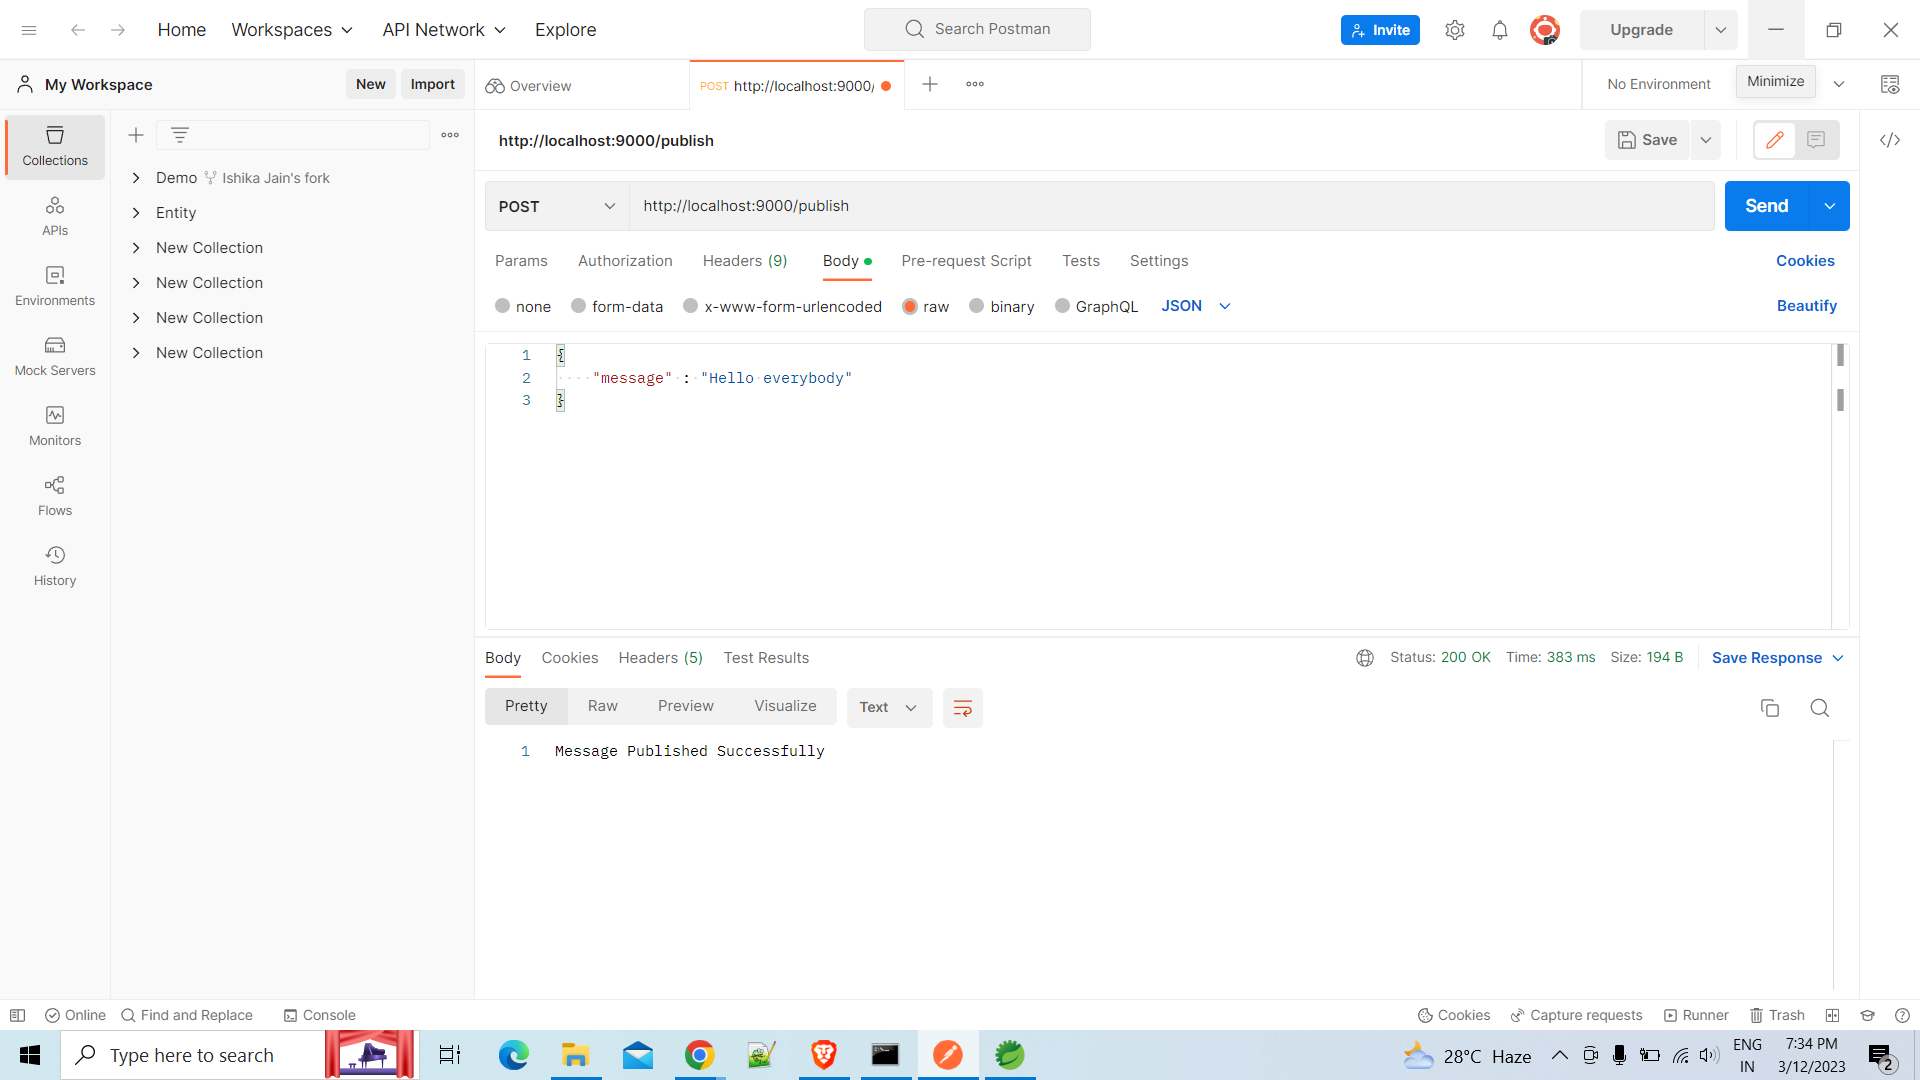 Home Workspaces API Network Explore Search Postman Invite Upgrade
My Workspace New Import Overview POST http://localhost:9000/ No Environment Minimize
Collections
APIs
Environments
Mock Servers
Monitors
Flows
History
Demo Ishika Jain's fork
Entity
New Collection
New Collection
New Collection
New Collection
http://localhost:9000/publish Save
POST http://localhost:9000/publish Send
Params Authorization Headers (9) Body Pre-request Script Tests Settings Cookies
none form-data x-www-form-urlencoded raw binary GraphQL JSON Beautify
1 {
2 "message" : "Hello everybody"
3 }
Body Cookies Headers (5) Test Results Status: 200 OK Time: 383 ms Size: 194 B Save Response
Pretty Raw Preview Visualize Text
1 Message Published Successfully
Online Find and Replace Console Cookies Capture requests Runner Trash
Type here to search 28°C Haze ENG IN 7:34 PM 3/12/2023 2